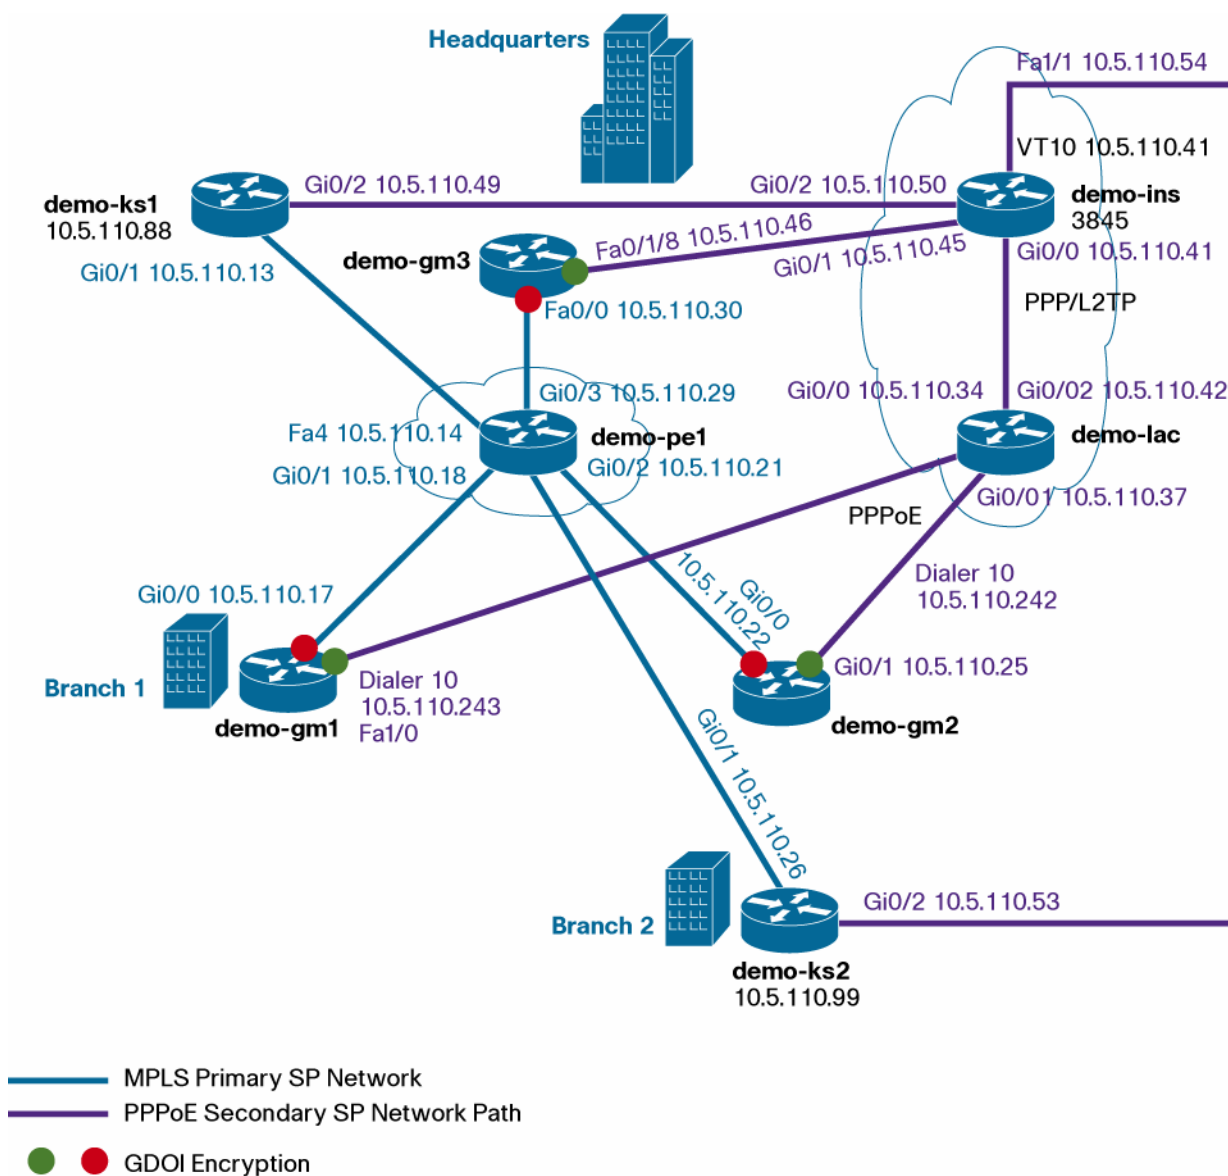 Headquarters
Fa1/1 10.5.110.54
VT10 10.5.110.41
demo-ks1
10.5.110.88
Gi0/2 10.5.110.49
Gi0/2 10.5.110.50
demo-ins
3845
demo-gm3
Fa0/1/8 10.5.110.46
Gi0/1 10.5.110.45
Gi0/0 10.5.110.41
Gi0/1 10.5.110.13
Fa0/0 10.5.110.30
PPP/L2TP
Gi0/3 10.5.110.29
Gi0/0 10.5.110.34
Gi0/02 10.5.110.42
Fa4 10.5.110.14
demo-pe1
demo-lac
Gi0/1 10.5.110.18
Gi0/2 10.5.110.21
Gi0/01 10.5.110.37
PPPoE
Gi0/0 10.5.110.17
Gi0/0
10.5.110.22
Dialer 10
10.5.110.242
Branch 1
Dialer 10
10.5.110.243
Fa1/0
demo-gm1
Gi0/1 10.5.110.25
demo-gm2
Gi0/1 10.5.110.26
Branch 2
Gi0/2 10.5.110.53
demo-ks2
10.5.110.99
MPLS Primary SP Network
PPPoE Secondary SP Network Path
GDOI Encryption